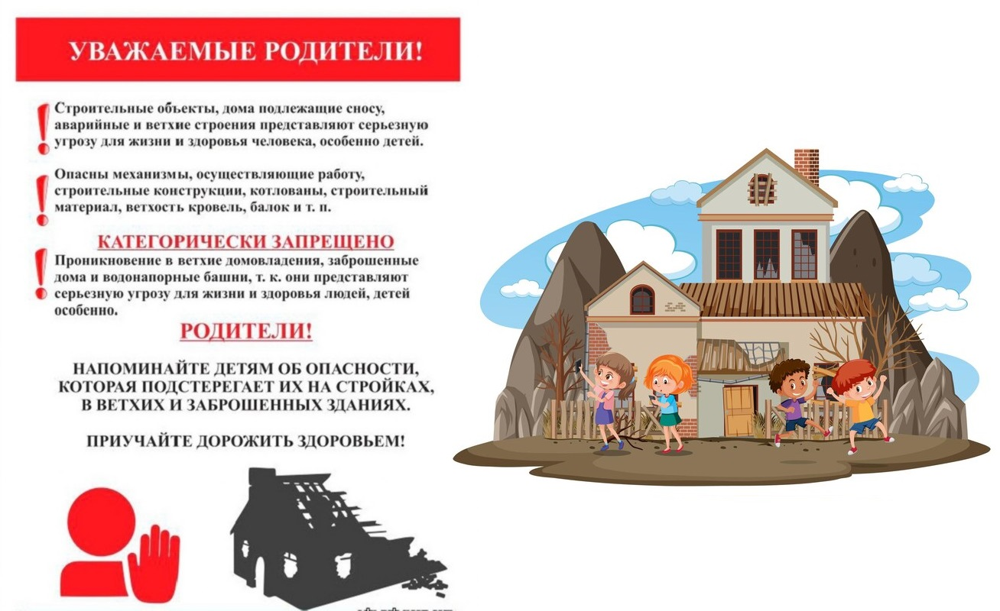 УВАЖАЕМЫЕ РОДИТЕЛИ!
Строительные объекты, дома подлежащие сносу,
аварийные и ветхие строения представляют серьезную
угрозу для жизни и здоровья человека, особенно детей.
Опасны механизмы, осуществляющие работу,
строительные конструкции, котлованы, строительный
материал, ветхость кровель, балок и т. п.
КАТЕГОРИЧЕСКИ ЗАПРЕЩЕНО
Проникновение в ветхие домовладения, заброшенные
дома и водонапорные башни, т. к. они представляют
серьезную угрозу для жизни и здоровья людей, детей
особенно.
РОДИТЕЛИ!
НАПОМИНАЙТЕ ДЕТЯМ ОБ ОПАСНОСТИ,
КОТОРАЯ ПОДСТЕРЕГАЕТ ИХ НА СТРОЙКАХ,
В ВЕТХИХ И ЗАБРОШЕННЫХ ЗДАНИЯХ.
ПРИУЧАЙТЕ ДОРОЖИТЬ ЗДОРОВЬЕМ!